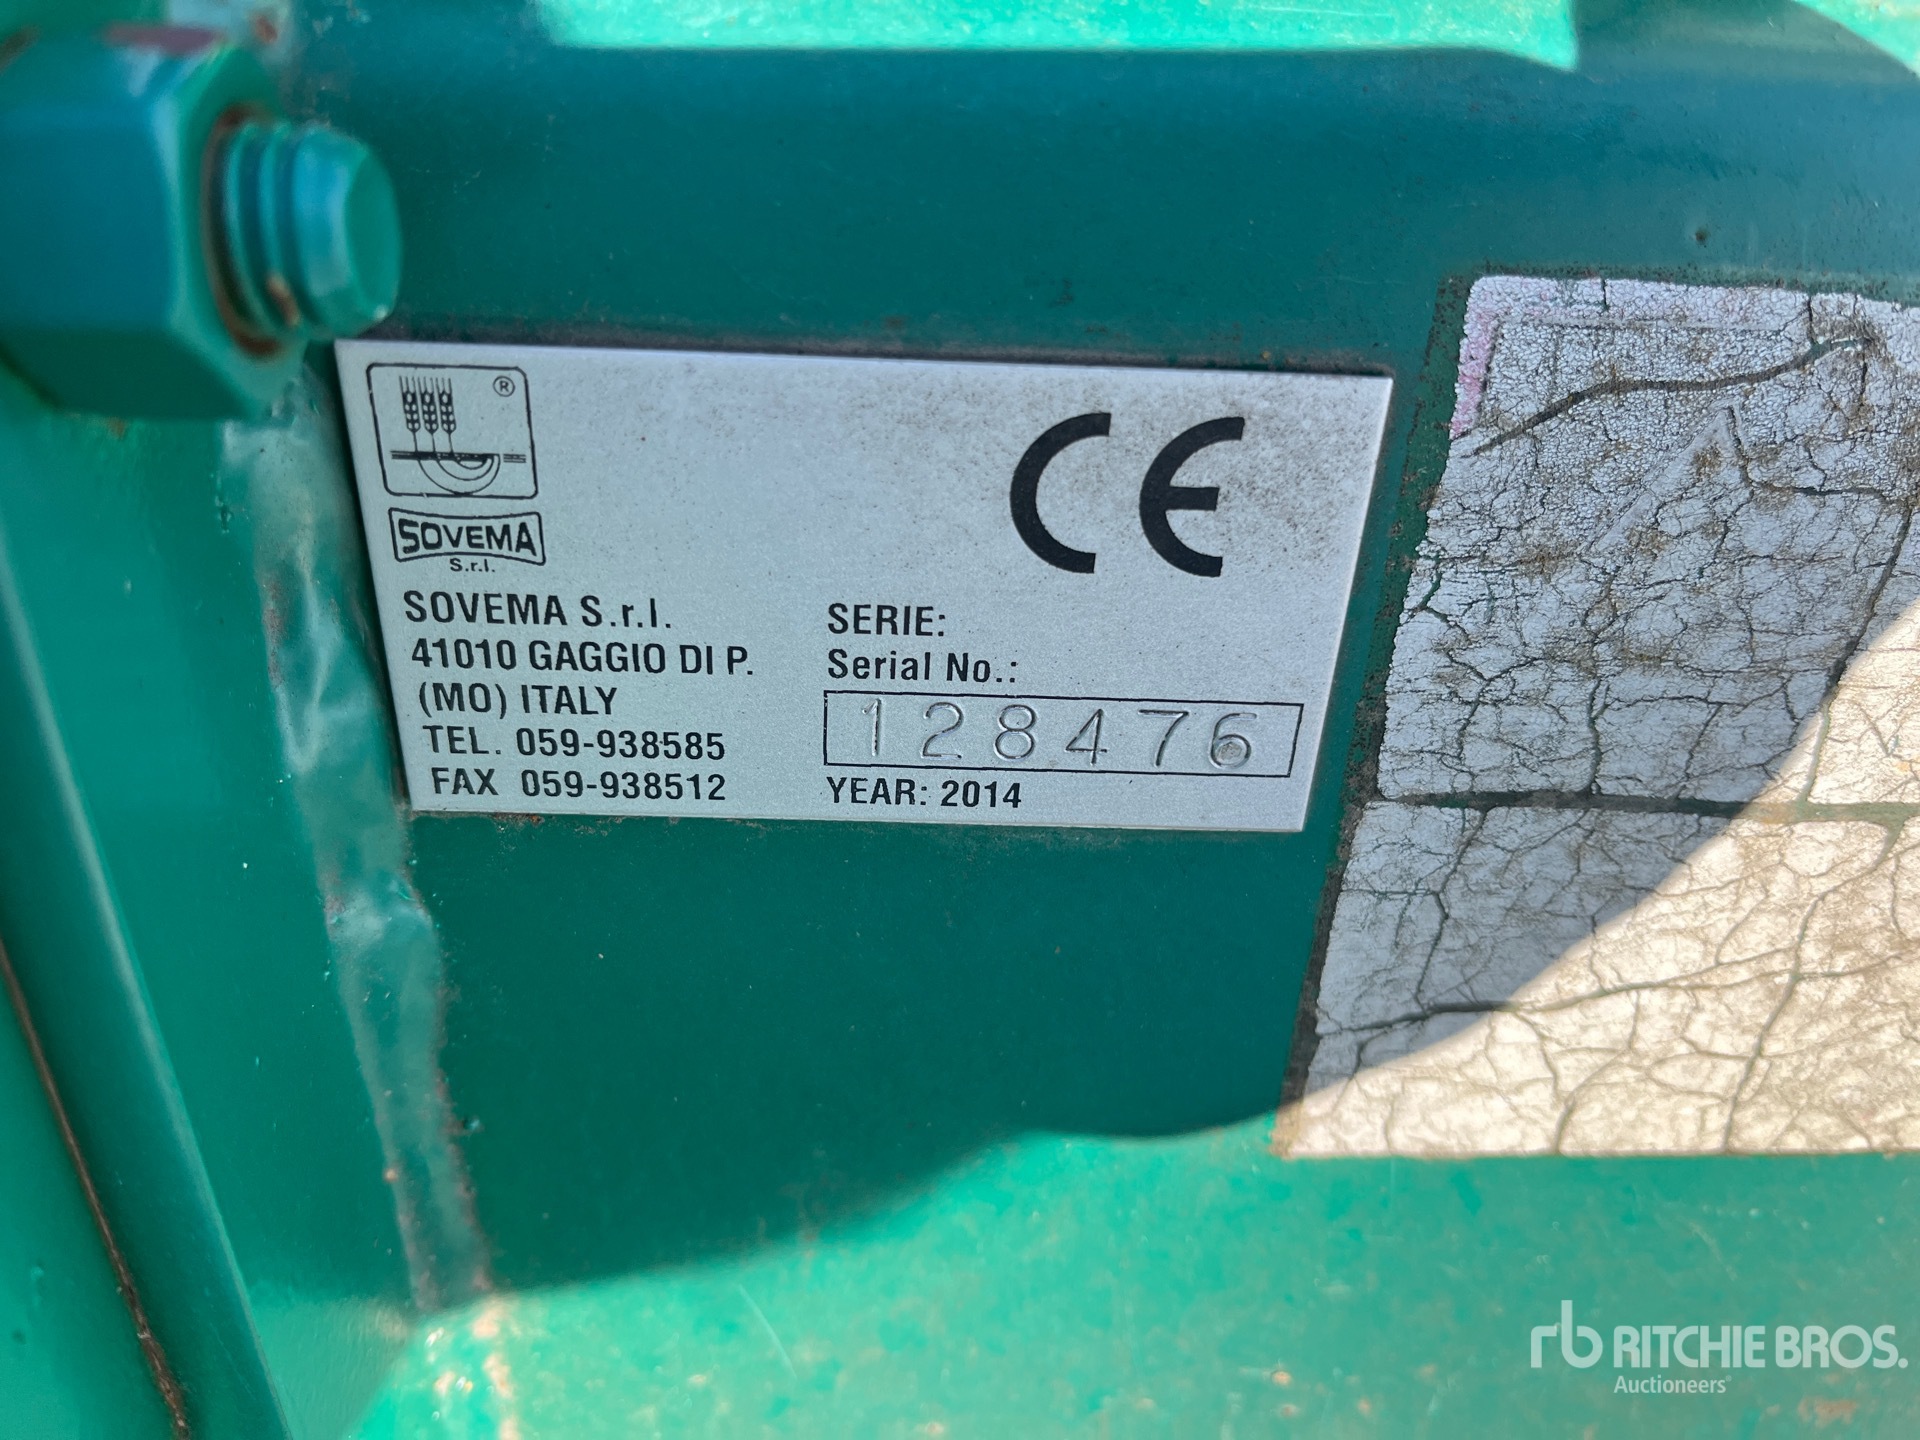 ®
SOVEMA
S.r.l.
SOVEMA S.r.l.
41010 GAGGIO DI P.
(MO) ITALY
TEL. 059-938585
FAX 059-938512
CE
SERIE:
Serial No.:
128476
YEAR: 2014
rb RITCHIE BROS.
Auctioneers